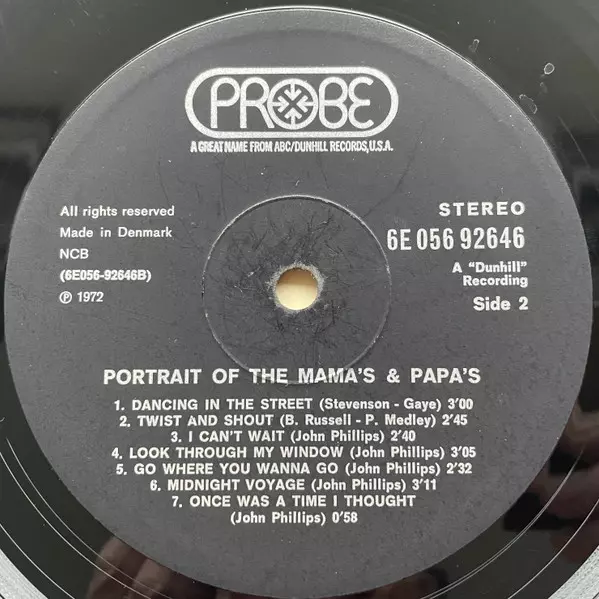 PROBE
A GREAT NAME FROM ABC/DUNHILL RECORDS, U.S.A.
All rights reserved
Made in Denmark
NCB
(6E056-92646B)
℗ 1972
STEREO
6E 056 92646
A "Dunhill"
Recording
Side 2
PORTRAIT OF THE MAMA'S & PAPA'S
1. DANCING IN THE STREET (Stevenson - Gaye) 3'00
2. TWIST AND SHOUT (B. Russell - P. Medley) 2'45
3. I CAN'T WAIT (John Phillips) 2'40
4. LOOK THROUGH MY WINDOW (John Phillips) 3'05
5. GO WHERE YOU WANNA GO (John Phillips) 2'32
6. MIDNIGHT VOYAGE (John Phillips) 3'11
7. ONCE WAS A TIME I THOUGHT
(John Phillips) 0'58